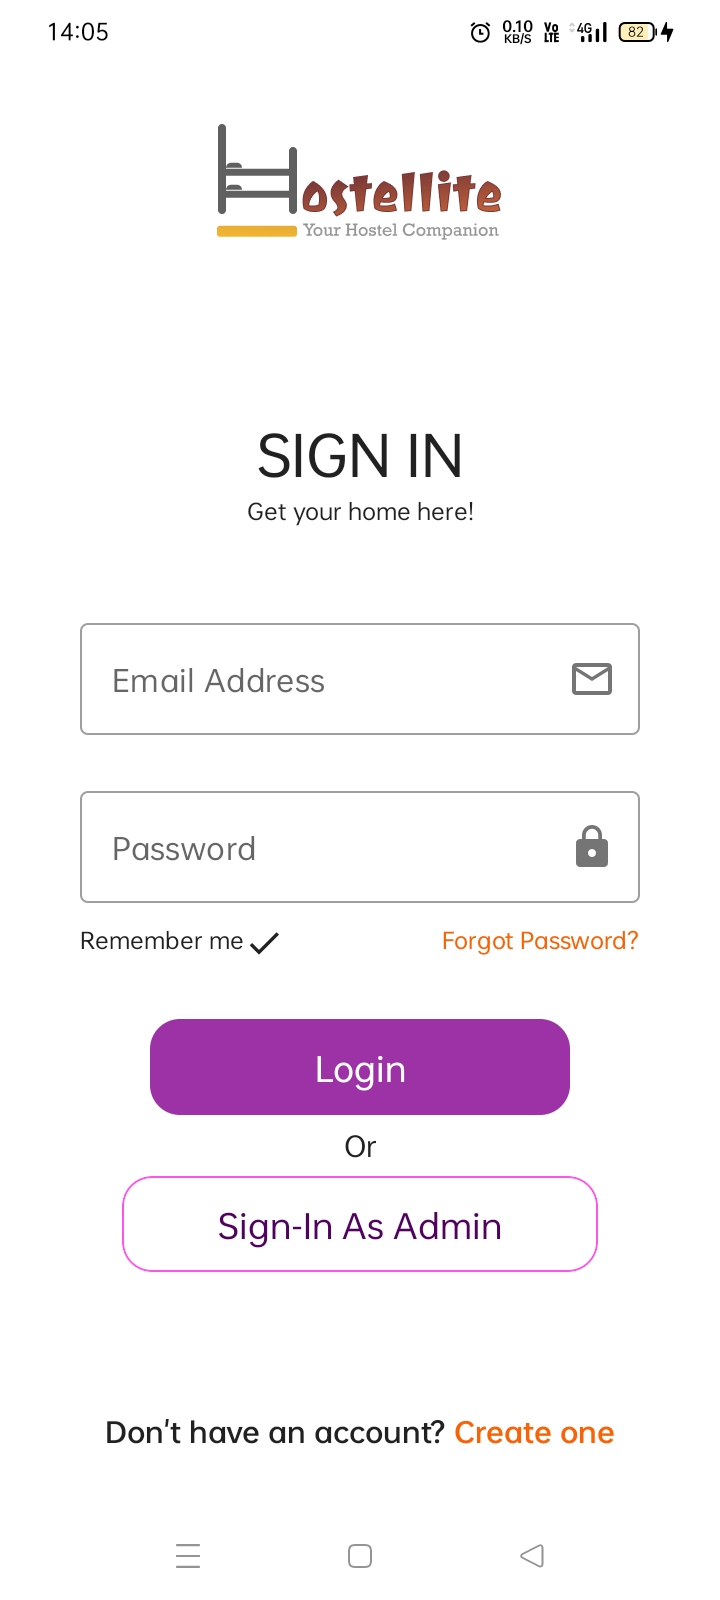 14:05 0.10 KB/S Vo LTE 4G 82
Hostellite
Your Hostel Companion
SIGN IN
Get your home here!
Email Address
Password
Remember me Forgot Password?
Login
Or
Sign-In As Admin
Don't have an account? Create one